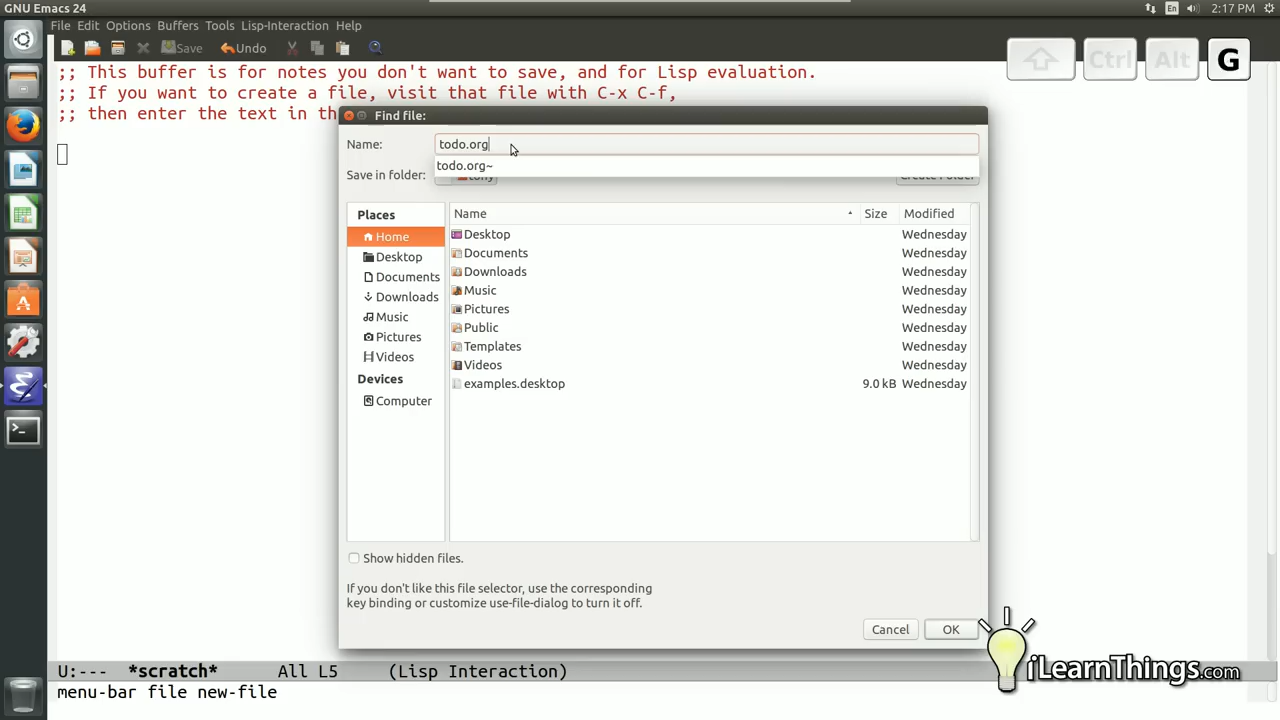 GNU Emacs 24
En
2:17 PM
File Edit Options Buffers Tools Lisp-Interaction Help
Save Undo
Ctrl Alt G
;; This buffer is for notes you don't want to save, and for Lisp evaluation.
;; If you want to create a file, visit that file with C-x C-f,
;; then enter the text in th
Find file:
Name: todo.org
todo.org~
Save in folder: tony Create Folder
Places
Home
Desktop
Documents
Downloads
Music
Pictures
Videos
Devices
Computer
Name Size Modified
Desktop Wednesday
Documents Wednesday
Downloads Wednesday
Music Wednesday
Pictures Wednesday
Public Wednesday
Templates Wednesday
Videos Wednesday
examples.desktop 9.0 kB Wednesday
Show hidden files.
If you don't like this file selector, use the corresponding
key binding or customize use-file-dialog to turn it off.
Cancel OK
iLearnThings.com
U:--- *scratch* All L5 (Lisp Interaction)
menu-bar file new-file